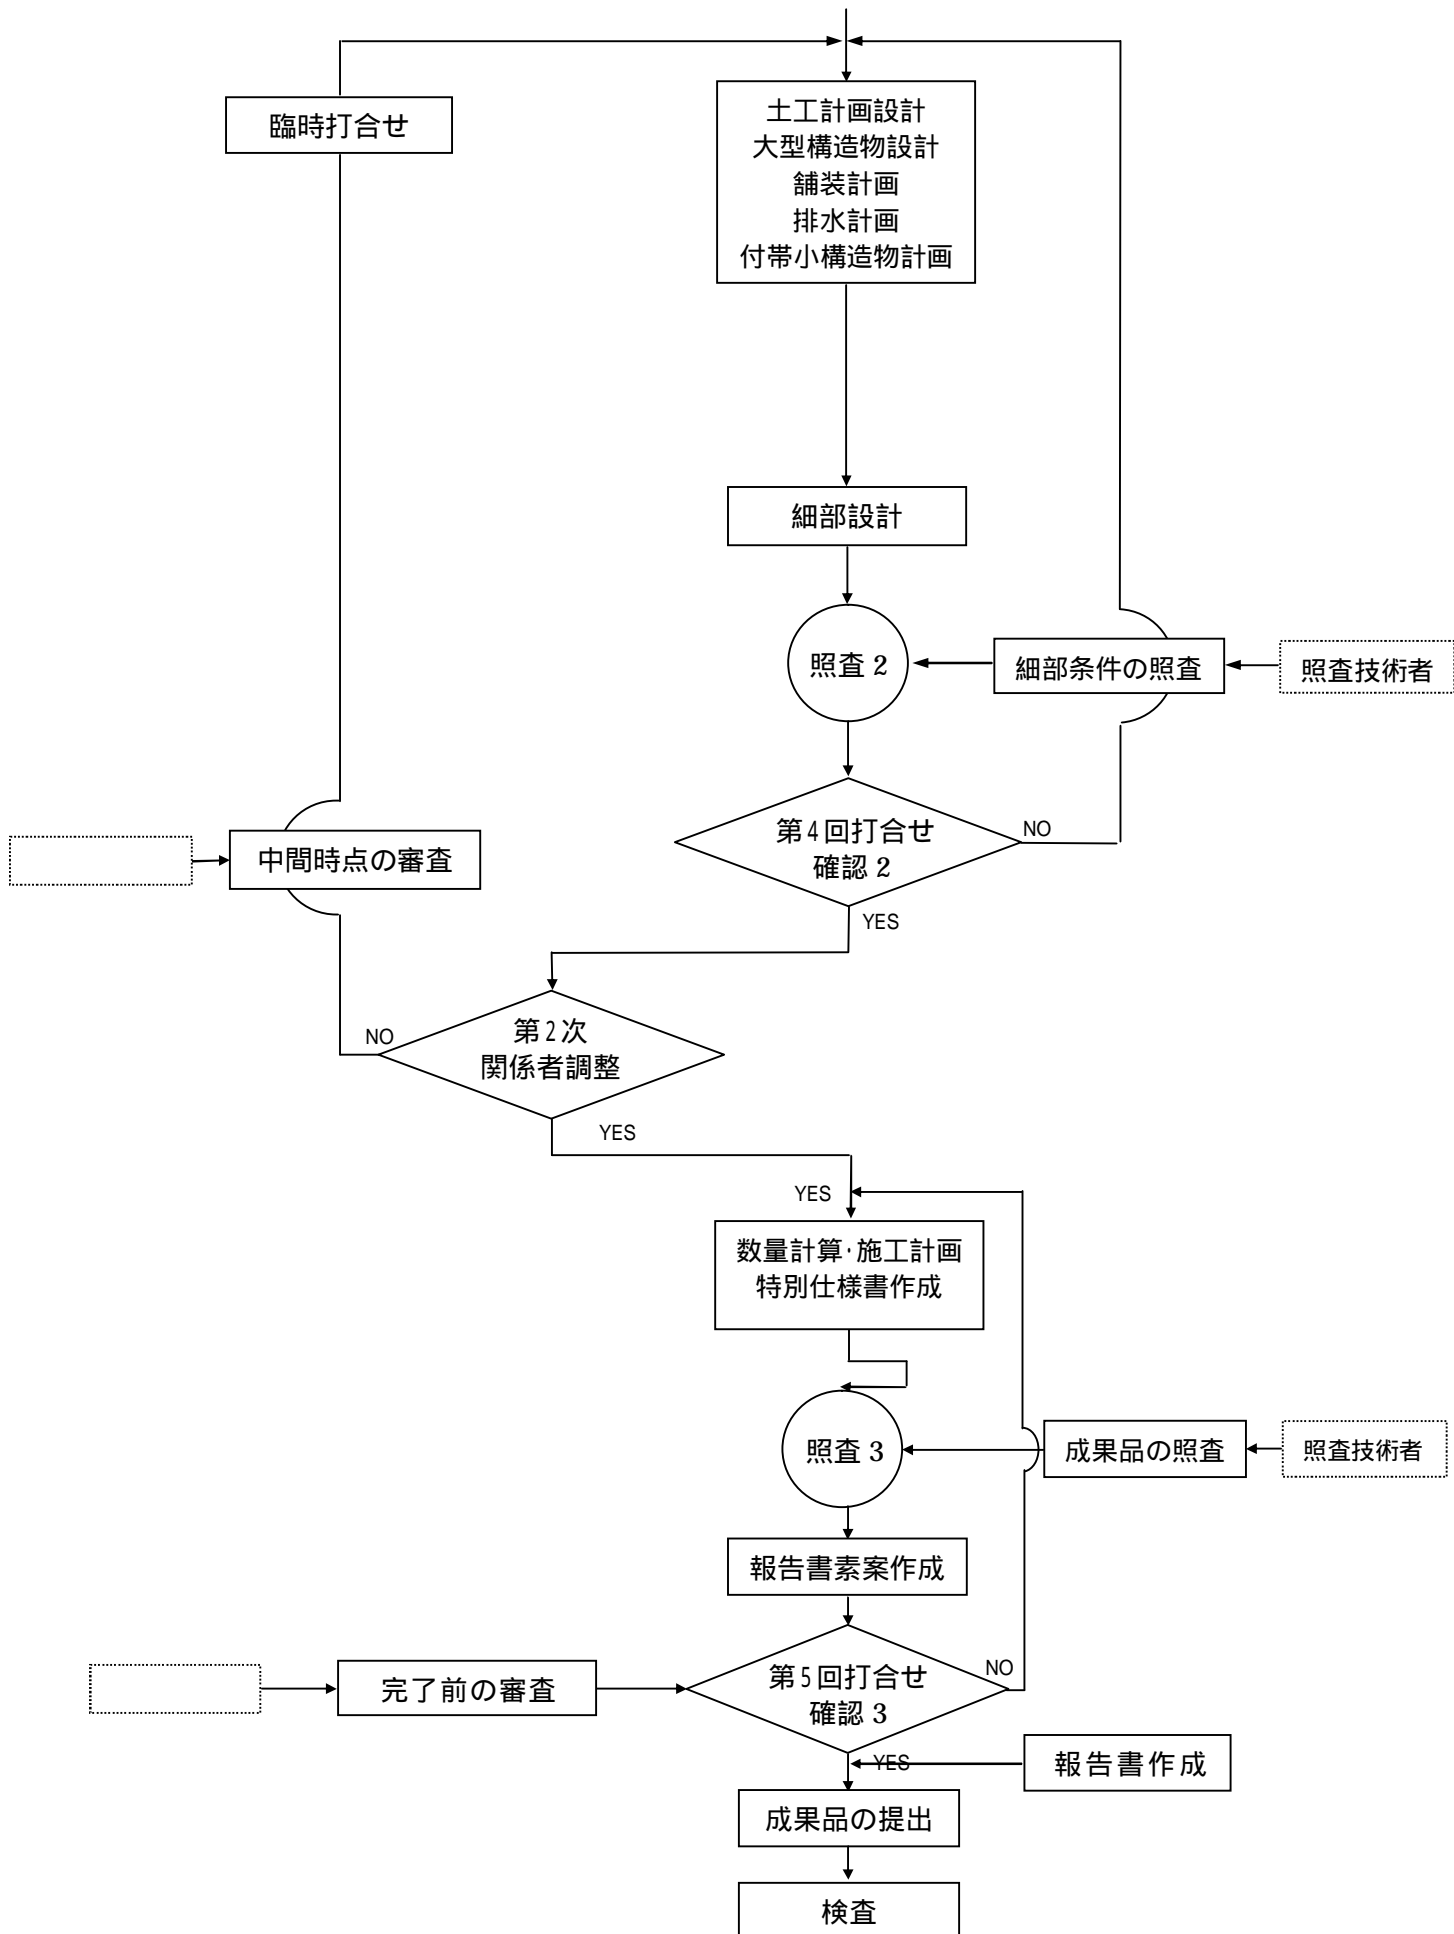 臨時打合せ
土工計画設計
大型構造物設計
舗装計画
排水計画
付帯小構造物計画
細部設計
照査 2
細部条件の照査
照査技術者
第4回打合せ
確認 2
NO
YES
中間時点の審査
第2次
関係者調整
NO
YES
YES
数量計算･施工計画
特別仕様書作成
照査 3
成果品の照査
照査技術者
報告書素案作成
完了前の審査
第5回打合せ
確認 3
NO
YES
報告書作成
成果品の提出
検査